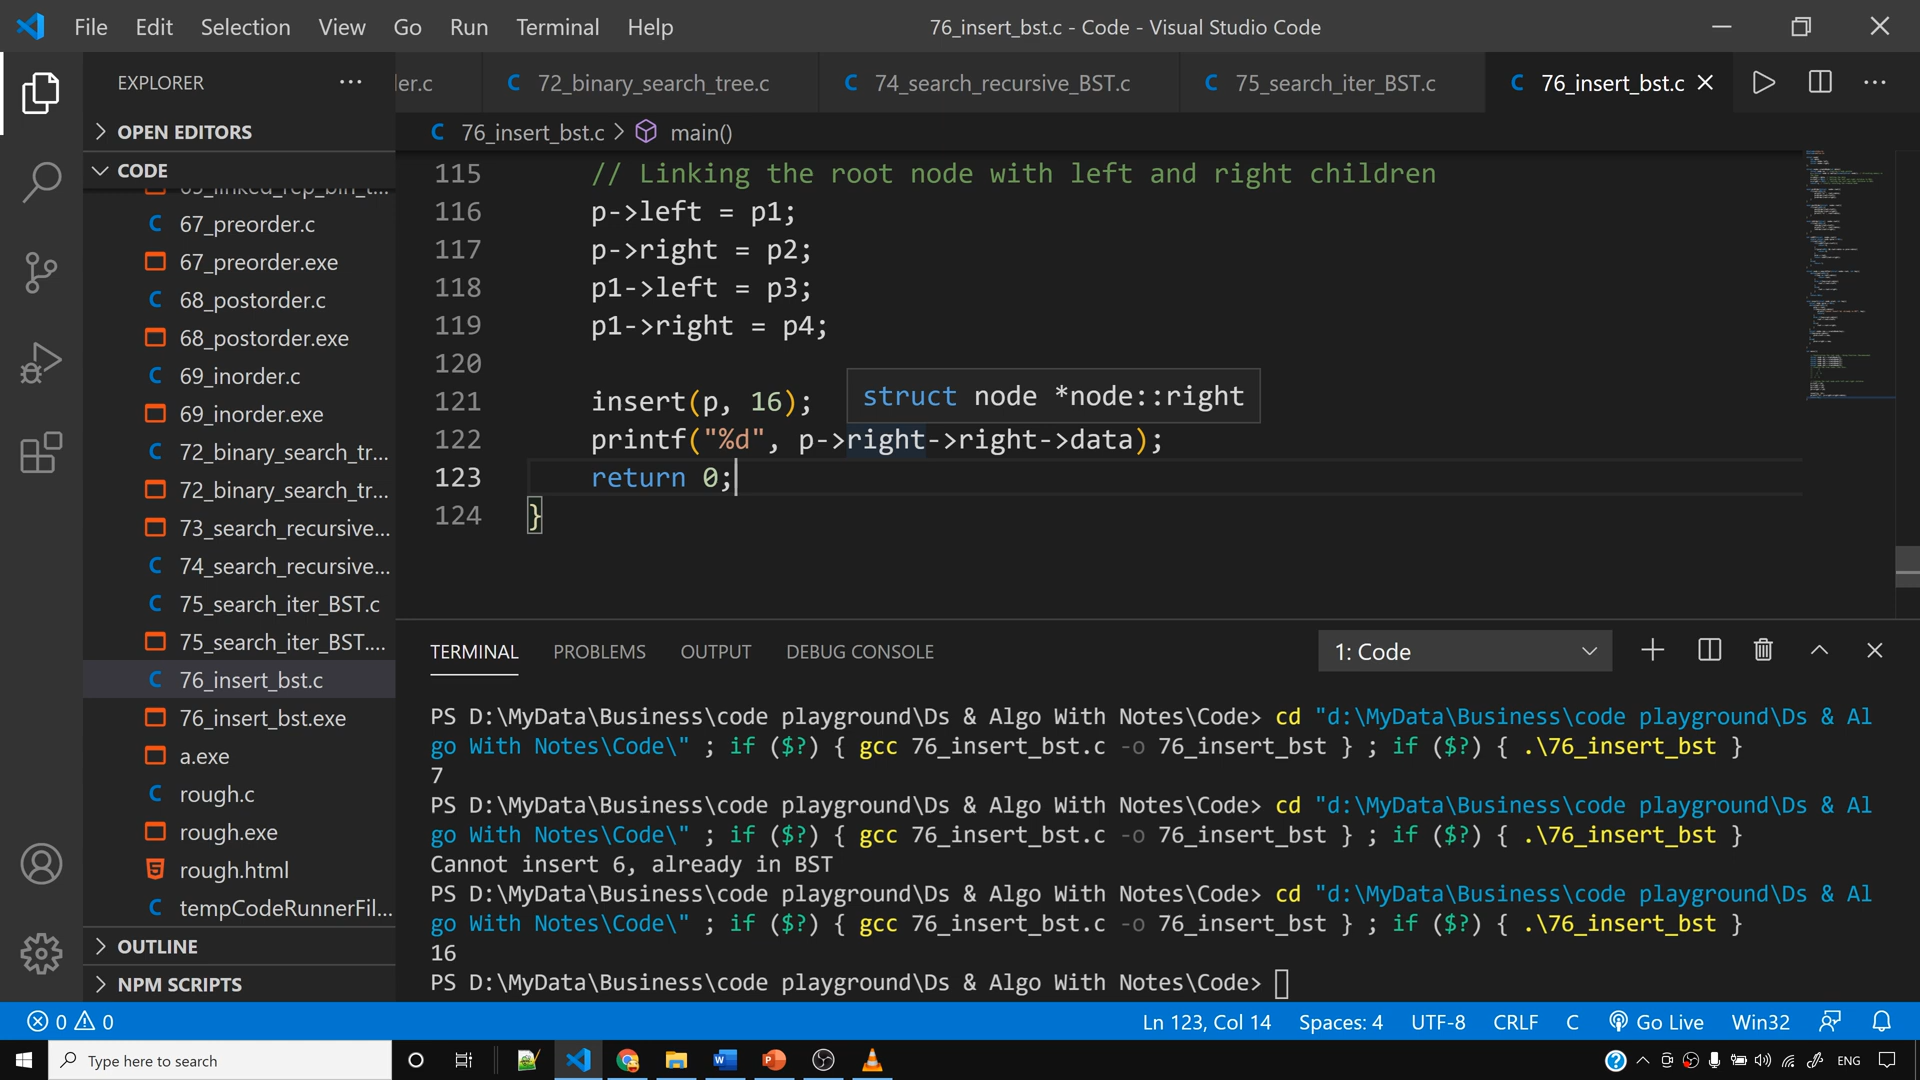 File Edit Selection View Go Run Terminal Help
76_insert_bst.c - Code - Visual Studio Code
EXPLORER
ler.c
72_binary_search_tree.c
74_search_recursive_BST.c
75_search_iter_BST.c
76_insert_bst.c
OPEN EDITORS
76_insert_bst.c > main()
CODE
67_preorder.c
67_preorder.exe
68_postorder.c
68_postorder.exe
69_inorder.c
69_inorder.exe
72_binary_search_tr...
72_binary_search_tr...
73_search_recursive...
74_search_recursive...
75_search_iter_BST.c
75_search_iter_BST....
76_insert_bst.c
76_insert_bst.exe
a.exe
rough.c
rough.exe
rough.html
tempCodeRunnerFil...
OUTLINE
NPM SCRIPTS
115 // Linking the root node with left and right children
116 p->left = p1;
117 p->right = p2;
118 p1->left = p3;
119 p1->right = p4;
120
struct node *node::right
121 insert(p, 16);
122 printf("%d", p->right->right->data);
123 return 0;
124 }
TERMINAL PROBLEMS OUTPUT DEBUG CONSOLE
1: Code
PS D:\MyData\Business\code playground\Ds & Algo With Notes\Code> cd "d:\MyData\Business\code playground\Ds & Al
go With Notes\Code\" ; if ($?) { gcc 76_insert_bst.c -o 76_insert_bst } ; if ($?) { .\76_insert_bst }
7
PS D:\MyData\Business\code playground\Ds & Algo With Notes\Code> cd "d:\MyData\Business\code playground\Ds & Al
go With Notes\Code\" ; if ($?) { gcc 76_insert_bst.c -o 76_insert_bst } ; if ($?) { .\76_insert_bst }
Cannot insert 6, already in BST
PS D:\MyData\Business\code playground\Ds & Algo With Notes\Code> cd "d:\MyData\Business\code playground\Ds & Al
go With Notes\Code\" ; if ($?) { gcc 76_insert_bst.c -o 76_insert_bst } ; if ($?) { .\76_insert_bst }
16
PS D:\MyData\Business\code playground\Ds & Algo With Notes\Code>
0 0
Ln 123, Col 14 Spaces: 4 UTF-8 CRLF C Go Live Win32
Type here to search
ENG